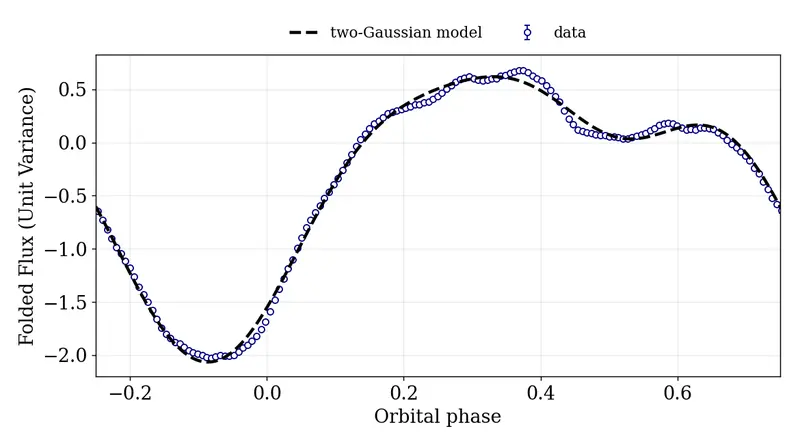 two-Gaussian model data
Folded Flux (Unit Variance)
0.5
0.0
−0.5
−1.0
−1.5
−2.0
−0.2 0.0 0.2 0.4 0.6
Orbital phase